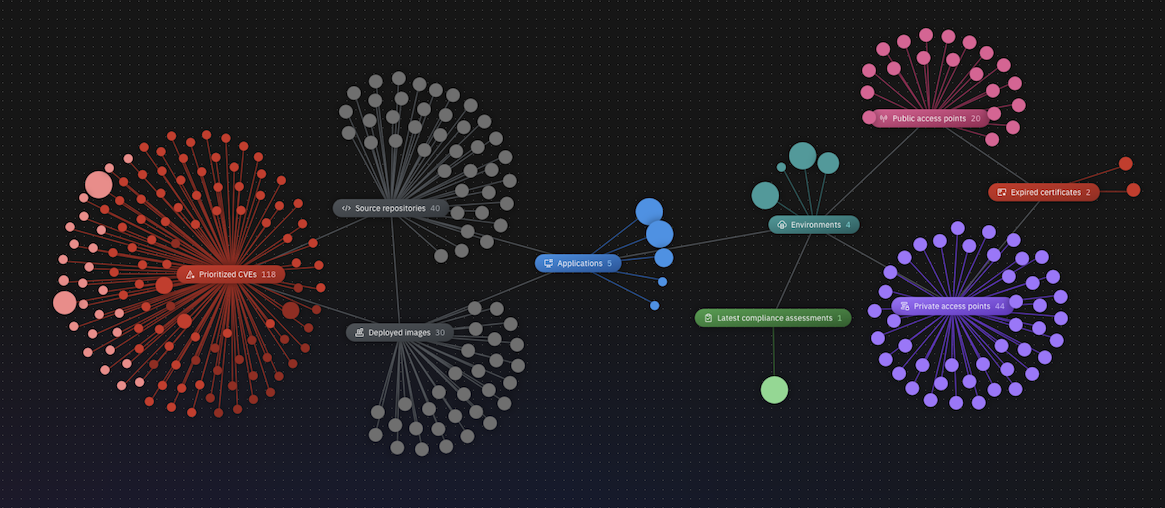 Public access points 20
Expired certificates 2
Source repositories 40
Environments 4
Applications 5
Prioritized CVEs 118
Private access points 44
Latest compliance assessments 1
Deployed images 30